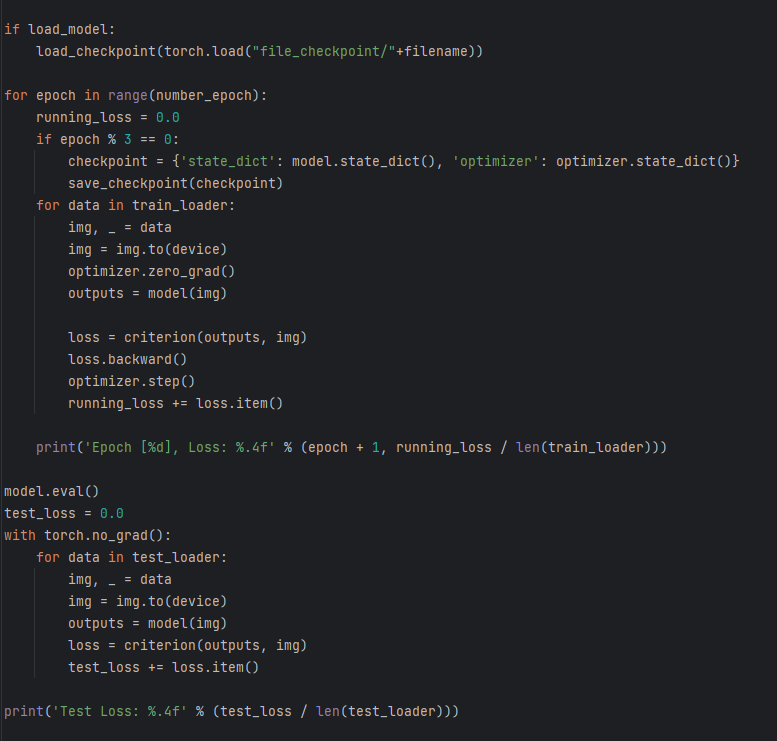 if load_model:
    load_checkpoint(torch.load("file_checkpoint/"+filename))

for epoch in range(number_epoch):
    running_loss = 0.0
    if epoch % 3 == 0:
        checkpoint = {'state_dict': model.state_dict(), 'optimizer': optimizer.state_dict()}
        save_checkpoint(checkpoint)
    for data in train_loader:
        img, _ = data
        img = img.to(device)
        optimizer.zero_grad()
        outputs = model(img)

        loss = criterion(outputs, img)
        loss.backward()
        optimizer.step()
        running_loss += loss.item()

    print('Epoch [%d], Loss: %.4f' % (epoch + 1, running_loss / len(train_loader)))

model.eval()
test_loss = 0.0
with torch.no_grad():
    for data in test_loader:
        img, _ = data
        img = img.to(device)
        outputs = model(img)
        loss = criterion(outputs, img)
        test_loss += loss.item()

print('Test Loss: %.4f' % (test_loss / len(test_loader)))